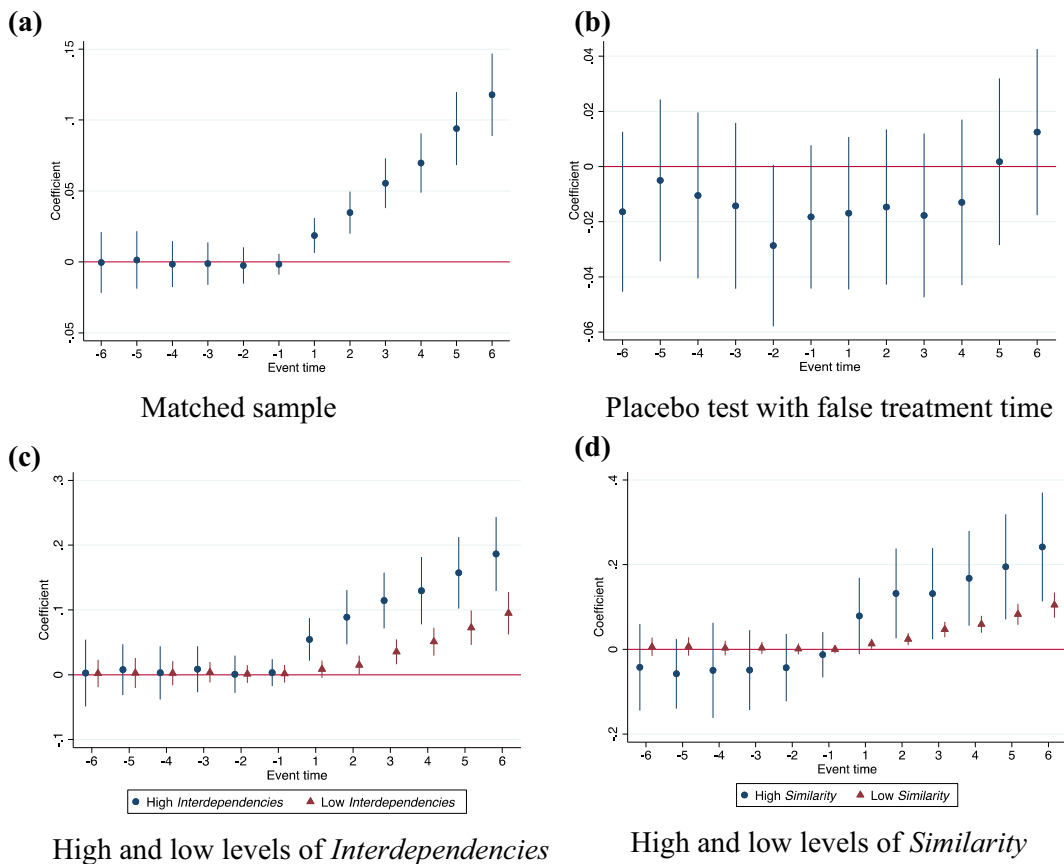 (a)
.15
.1
.05
0
-.05
Coefficient
-6 -5 -4 -3 -2 -1 1 2 3 4 5 6
Event time
Matched sample
(b)
.04
.02
0
-.02
-.04
-.06
Coefficient
-6 -5 -4 -3 -2 -1 1 2 3 4 5 6
Event time
Placebo test with false treatment time
(c)
.3
.2
.1
0
-.1
Coefficient
-6 -5 -4 -3 -2 -1 1 2 3 4 5 6
Event time
High Interdependencies Low Interdependencies
High and low levels of Interdependencies
(d)
.4
.2
0
-.2
Coefficient
-6 -5 -4 -3 -2 -1 1 2 3 4 5 6
Event time
High Similarity Low Similarity
High and low levels of Similarity